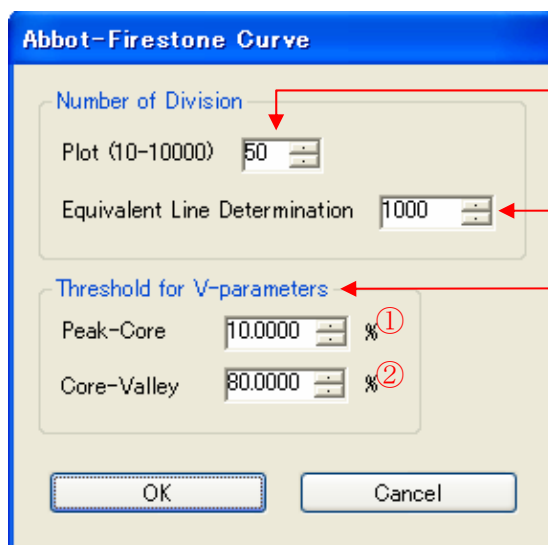 Abbot-Firestone Curve
Number of Division
Plot (10-10000) 50
Equivalent Line Determination 1000
Threshold for V-parameters
Peak-Core 10.0000 % ①
Core-Valley 80.0000 % ②
OK Cancel